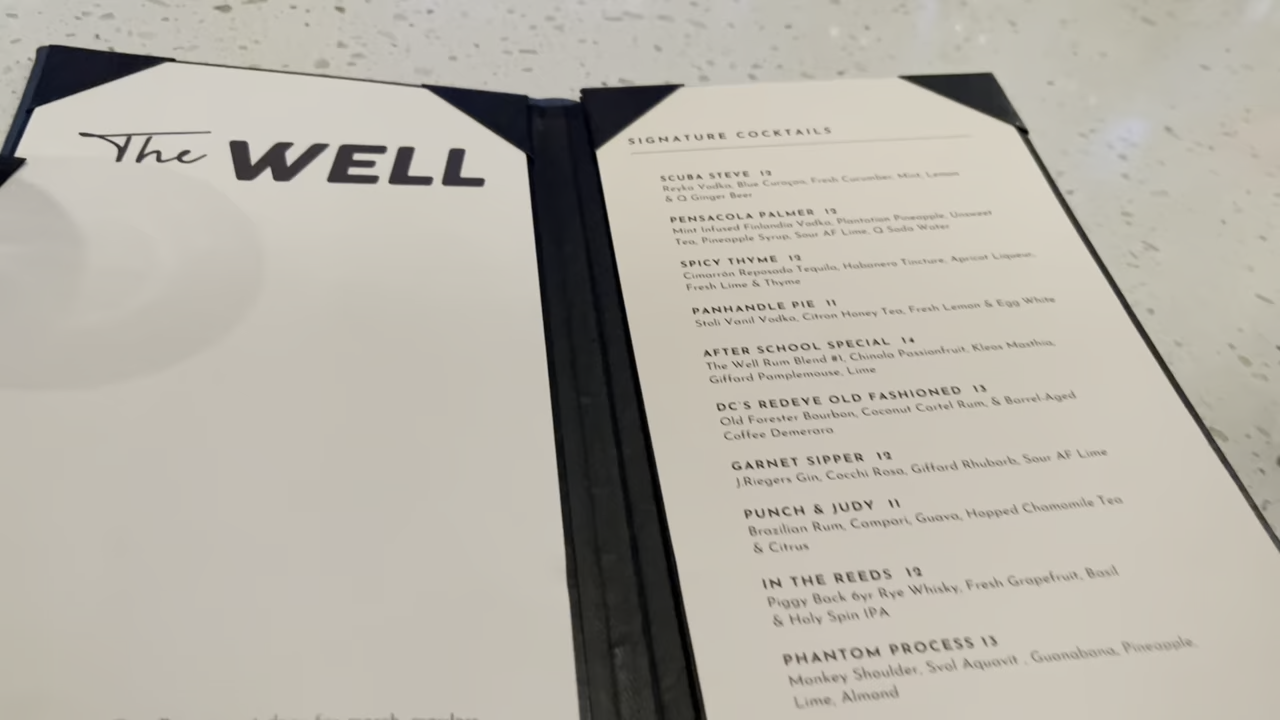 The WELL
SIGNATURE COCKTAILS
SCUBA STEVE 12
Reyka Vodka, Blue Curaçao, Fresh Cucumber, Mint, Lemon
& Q Ginger Beer
PENSACOLA PALMER 12
Mint Infused Finlandia Vodka, Plantation Pineapple, Unsweet
Tea, Pineapple Syrup, Sour AF Lime, Q Soda Water
SPICY THYME 12
Cimarrón Reposado Tequila, Habanero Tincture, Apricot Liqueur,
Fresh Lime & Thyme
PANHANDLE PIE 11
Stoli Vanil Vodka, Citron Honey Tea, Fresh Lemon & Egg White
AFTER SCHOOL SPECIAL 14
The Well Rum Blend #1, Chinola Passionfruit, Kleos Masthia,
Giffard Pamplemouse, Lime
DC'S REDEYE OLD FASHIONED 13
Old Forester Bourbon, Coconut Cartel Rum, & Barrel-Aged
Coffee Demerara
GARNET SIPPER 12
J.Riegers Gin, Cocchi Rosa, Giffard Rhubarb, Sour AF Lime
PUNCH & JUDY 11
Brazilian Rum, Campari, Guava, Hopped Chamomile Tea
& Citrus
IN THE REEDS 12
Piggy Back 6yr Rye Whisky, Fresh Grapefruit, Basil
& Holy Spin IPA
PHANTOM PROCESS 13
Monkey Shoulder, Svol Aquavit , Guanabana, Pineapple,
Lime, Almond